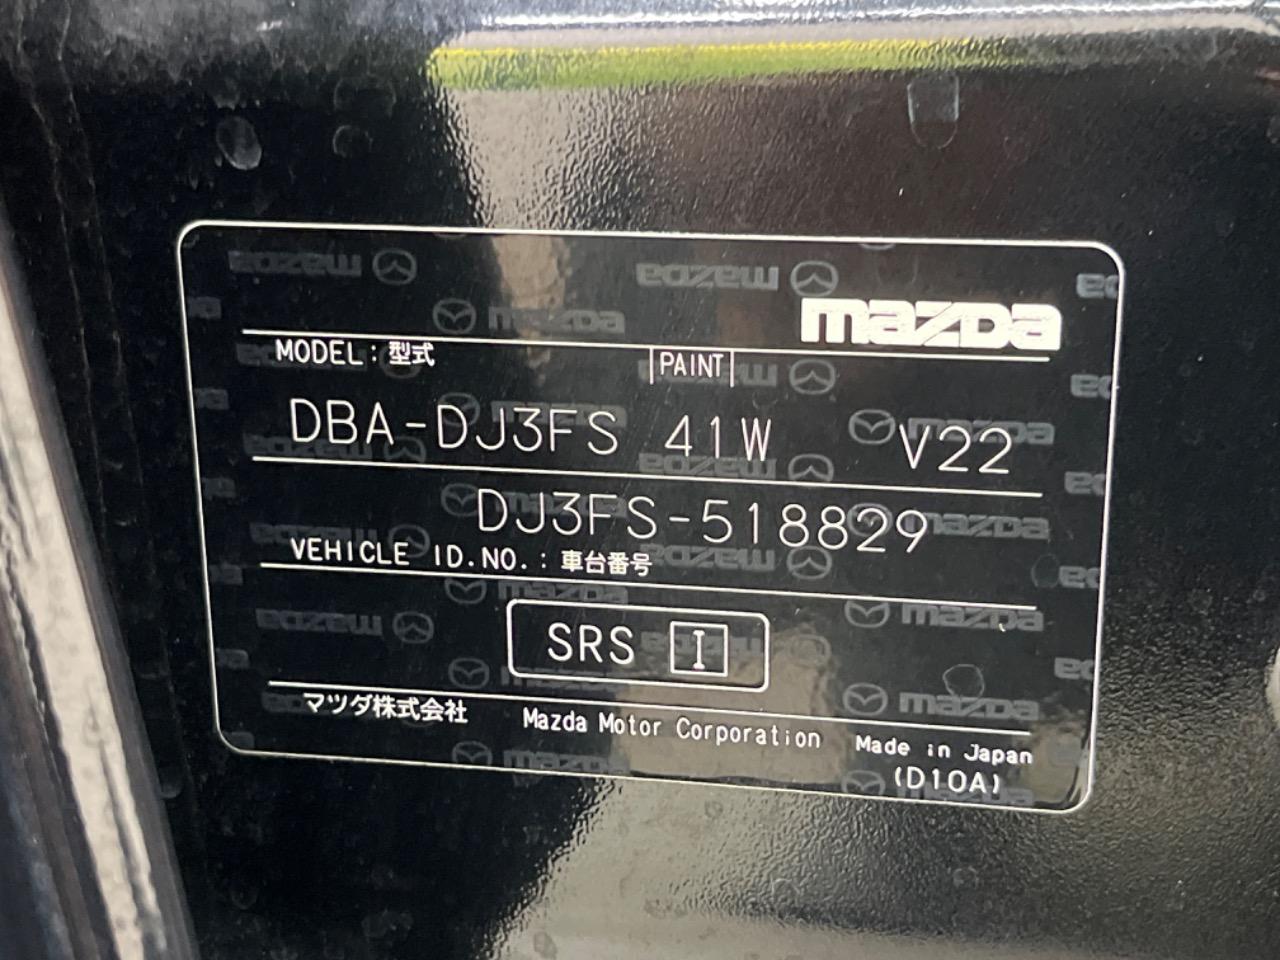 mazda
MODEL : 型式 PAINT
DBA-DJ3FS 41W V22
DJ3FS-518829
VEHICLE ID.NO. : 車台番号
SRS I
マツダ株式会社 Mazda Motor Corporation Made in Japan
(D10A)